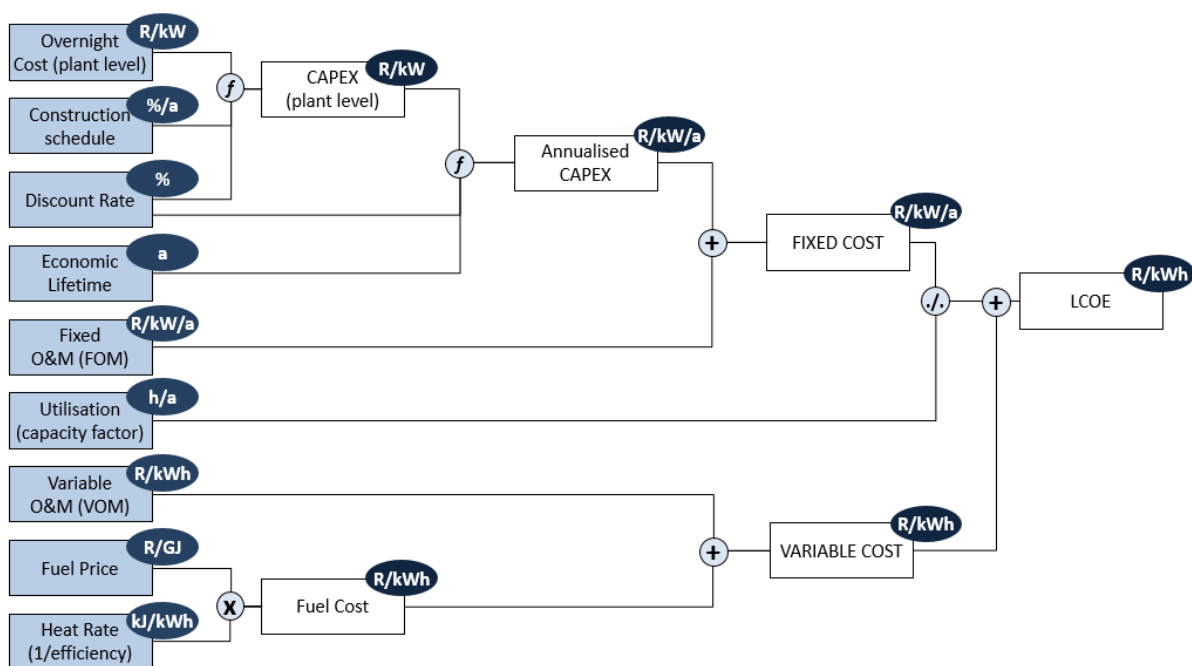 R/kW
Overnight
Cost (plant level)
%/a
Construction
schedule
%
Discount Rate
a
Economic
Lifetime
R/kW/a
Fixed
O&M (FOM)
h/a
Utilisation
(capacity factor)
R/kWh
Variable
O&M (VOM)
R/GJ
Fuel Price
kJ/kWh
Heat Rate
(1/efficiency)
f
R/kW
CAPEX
(plant level)
X
R/kWh
Fuel Cost
f
R/kW/a
Annualised
CAPEX
+
R/kW/a
FIXED COST
+
R/kWh
VARIABLE COST
./.
+
R/kWh
LCOE